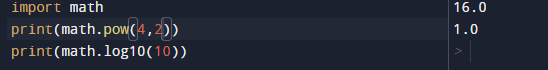 import math
print(math.pow(4,2))
print(math.log10(10))
16.0
1.0
>